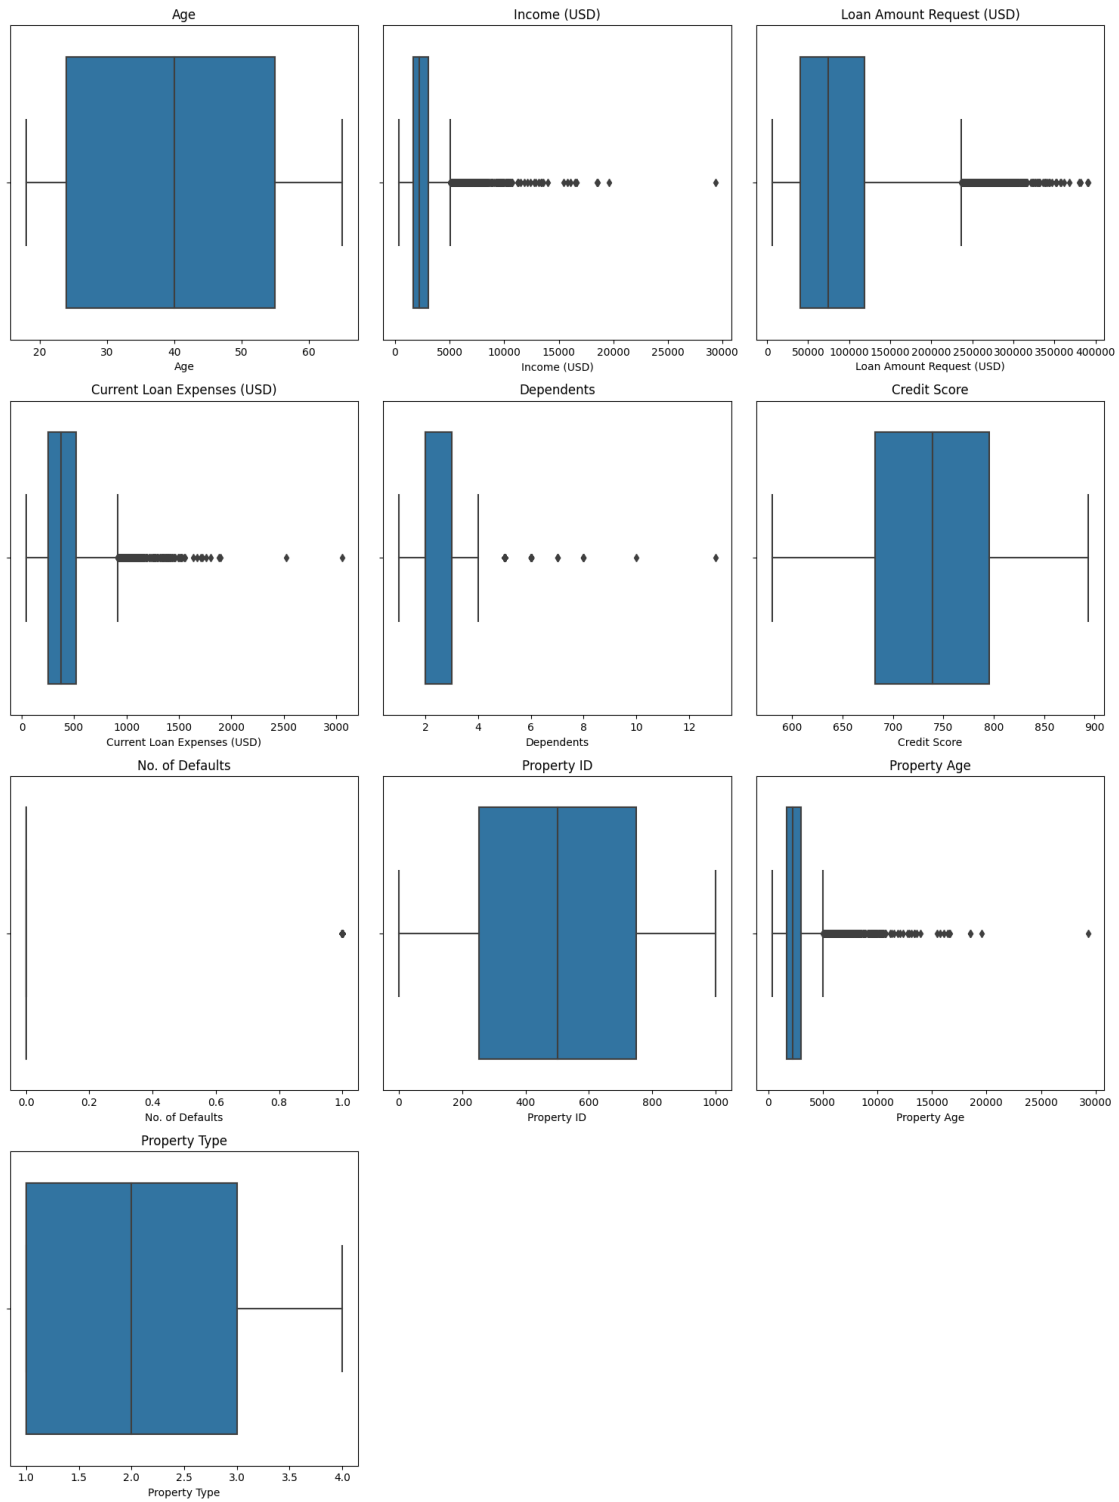 Age
Income (USD)
Loan Amount Request (USD)
20 30 40 50 60
0 5000 10000 15000 20000 25000 30000
0 50000 100000 150000 200000 250000 300000 350000 400000
Age
Income (USD)
Loan Amount Request (USD)
Current Loan Expenses (USD)
Dependents
Credit Score
0 500 1000 1500 2000 2500 3000
2 4 6 8 10 12
600 650 700 750 800 850 900
Current Loan Expenses (USD)
Dependents
Credit Score
No. of Defaults
Property ID
Property Age
0.0 0.2 0.4 0.6 0.8 1.0
0 200 400 600 800 1000
0 5000 10000 15000 20000 25000 30000
No. of Defaults
Property ID
Property Age
Property Type
1.0 1.5 2.0 2.5 3.0 3.5 4.0
Property Type